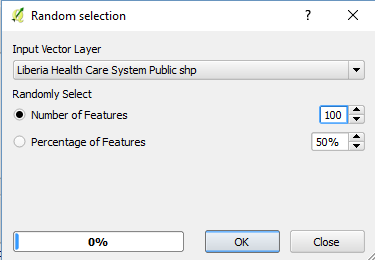 Random selection
Input Vector Layer
Liberia Health Care System Public shp
Randomly Select
Number of Features 100
Percentage of Features 50%
0% OK Close